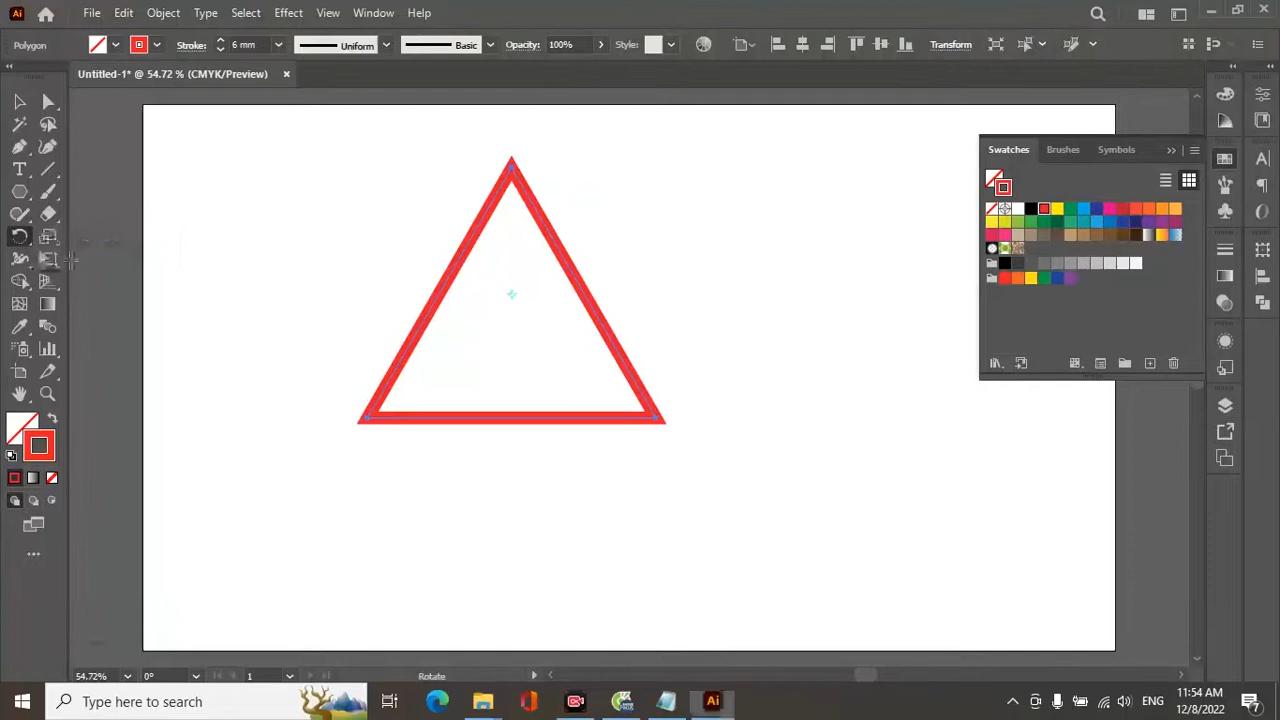 Ai File Edit Object Type Select Effect View Window Help
Polygon Stroke: 6 mm Uniform Basic Opacity: 100% Style: Transform
Untitled-1* @ 54.72 % (CMYK/Preview) ×
Swatches Brushes Symbols
54.72% 0° 1 Rotate
Type here to search
Ai
ENG
11:54 AM
12/8/2022
7